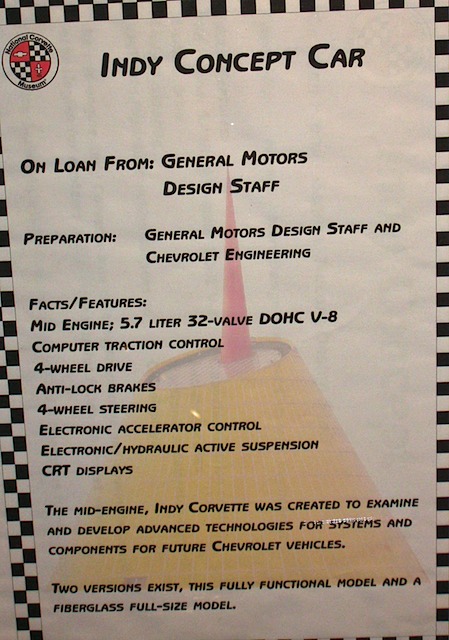 National Corvette
Museum
INDY CONCEPT CAR
ON LOAN FROM: GENERAL MOTORS
DESIGN STAFF
PREPARATION: GENERAL MOTORS DESIGN STAFF AND
CHEVROLET ENGINEERING
FACTS/FEATURES:
MID ENGINE; 5.7 LITER 32-VALVE DOHC V-8
COMPUTER TRACTION CONTROL
4-WHEEL DRIVE
ANTI-LOCK BRAKES
4-WHEEL STEERING
ELECTRONIC ACCELERATOR CONTROL
ELECTRONIC/HYDRAULIC ACTIVE SUSPENSION
CRT DISPLAYS
THE MID-ENGINE, INDY CORVETTE WAS CREATED TO EXAMINE
AND DEVELOP ADVANCED TECHNOLOGIES FOR SYSTEMS AND
COMPONENTS FOR FUTURE CHEVROLET VEHICLES.
TWO VERSIONS EXIST, THIS FULLY FUNCTIONAL MODEL AND A
FIBERGLASS FULL-SIZE MODEL.